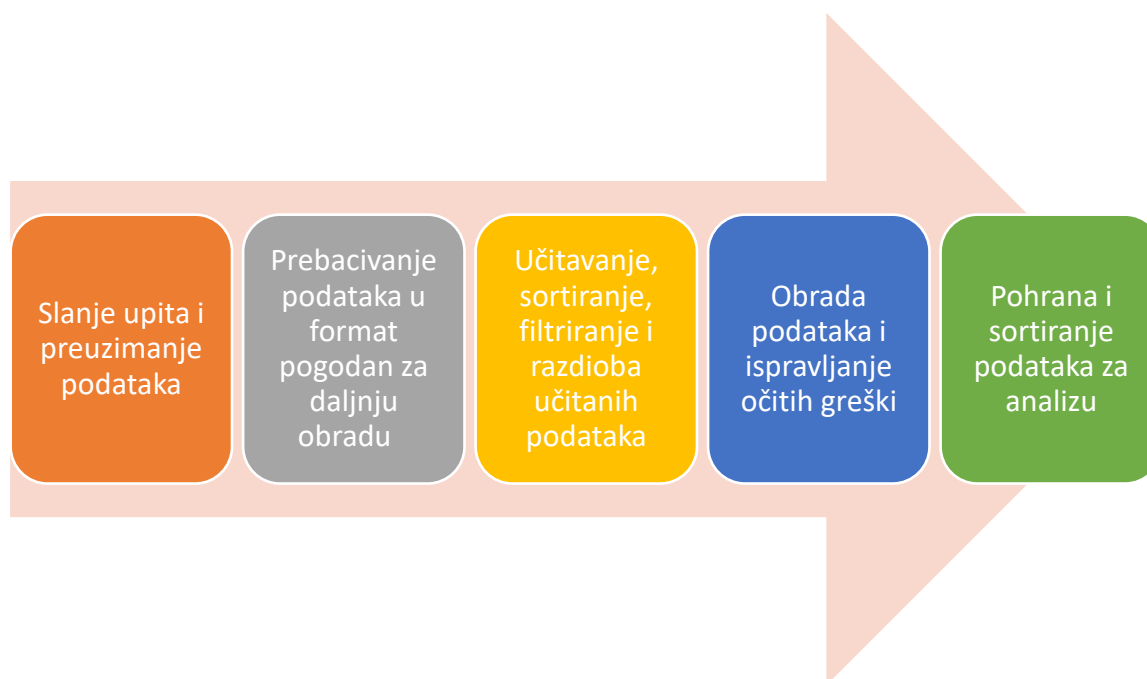 Slanje upita i
preuzimanje
podataka
Prebacivanje
podataka u
format
pogodan za
daljnju
obradu
Učitavanje,
sortiranje,
filtriranje i
razdioba
učitanih
podataka
Obrada
podataka i
ispravljanje
očitih greški
Pohrana i
sortiranje
podataka za
analizu